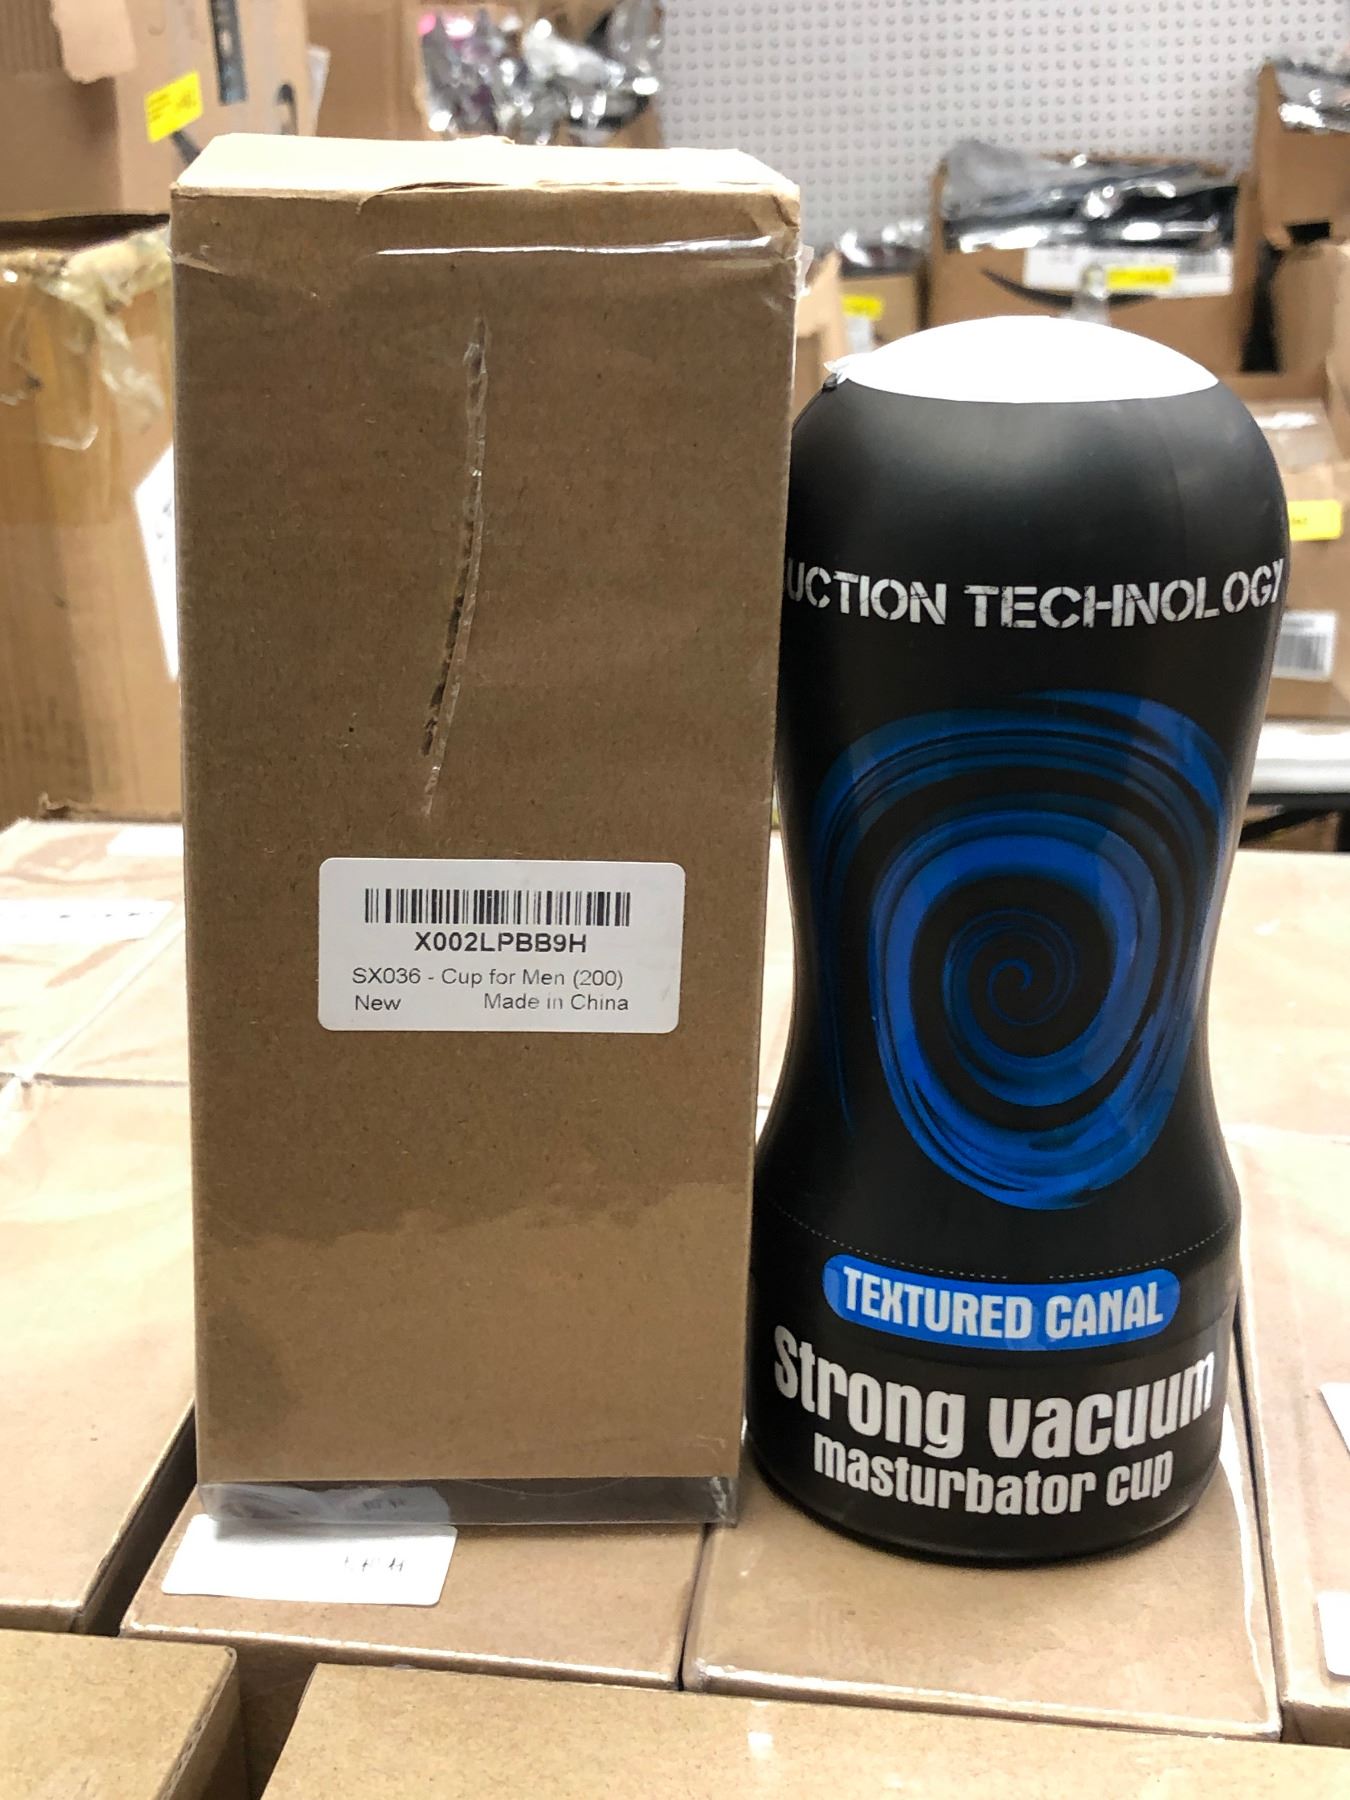 X002LPBB9H
SX036 - Cup for Men (200)
New Made in China
UCTION TECHNOLOGY
TEXTURED CANAL
Strong vacuum
masturbator cup